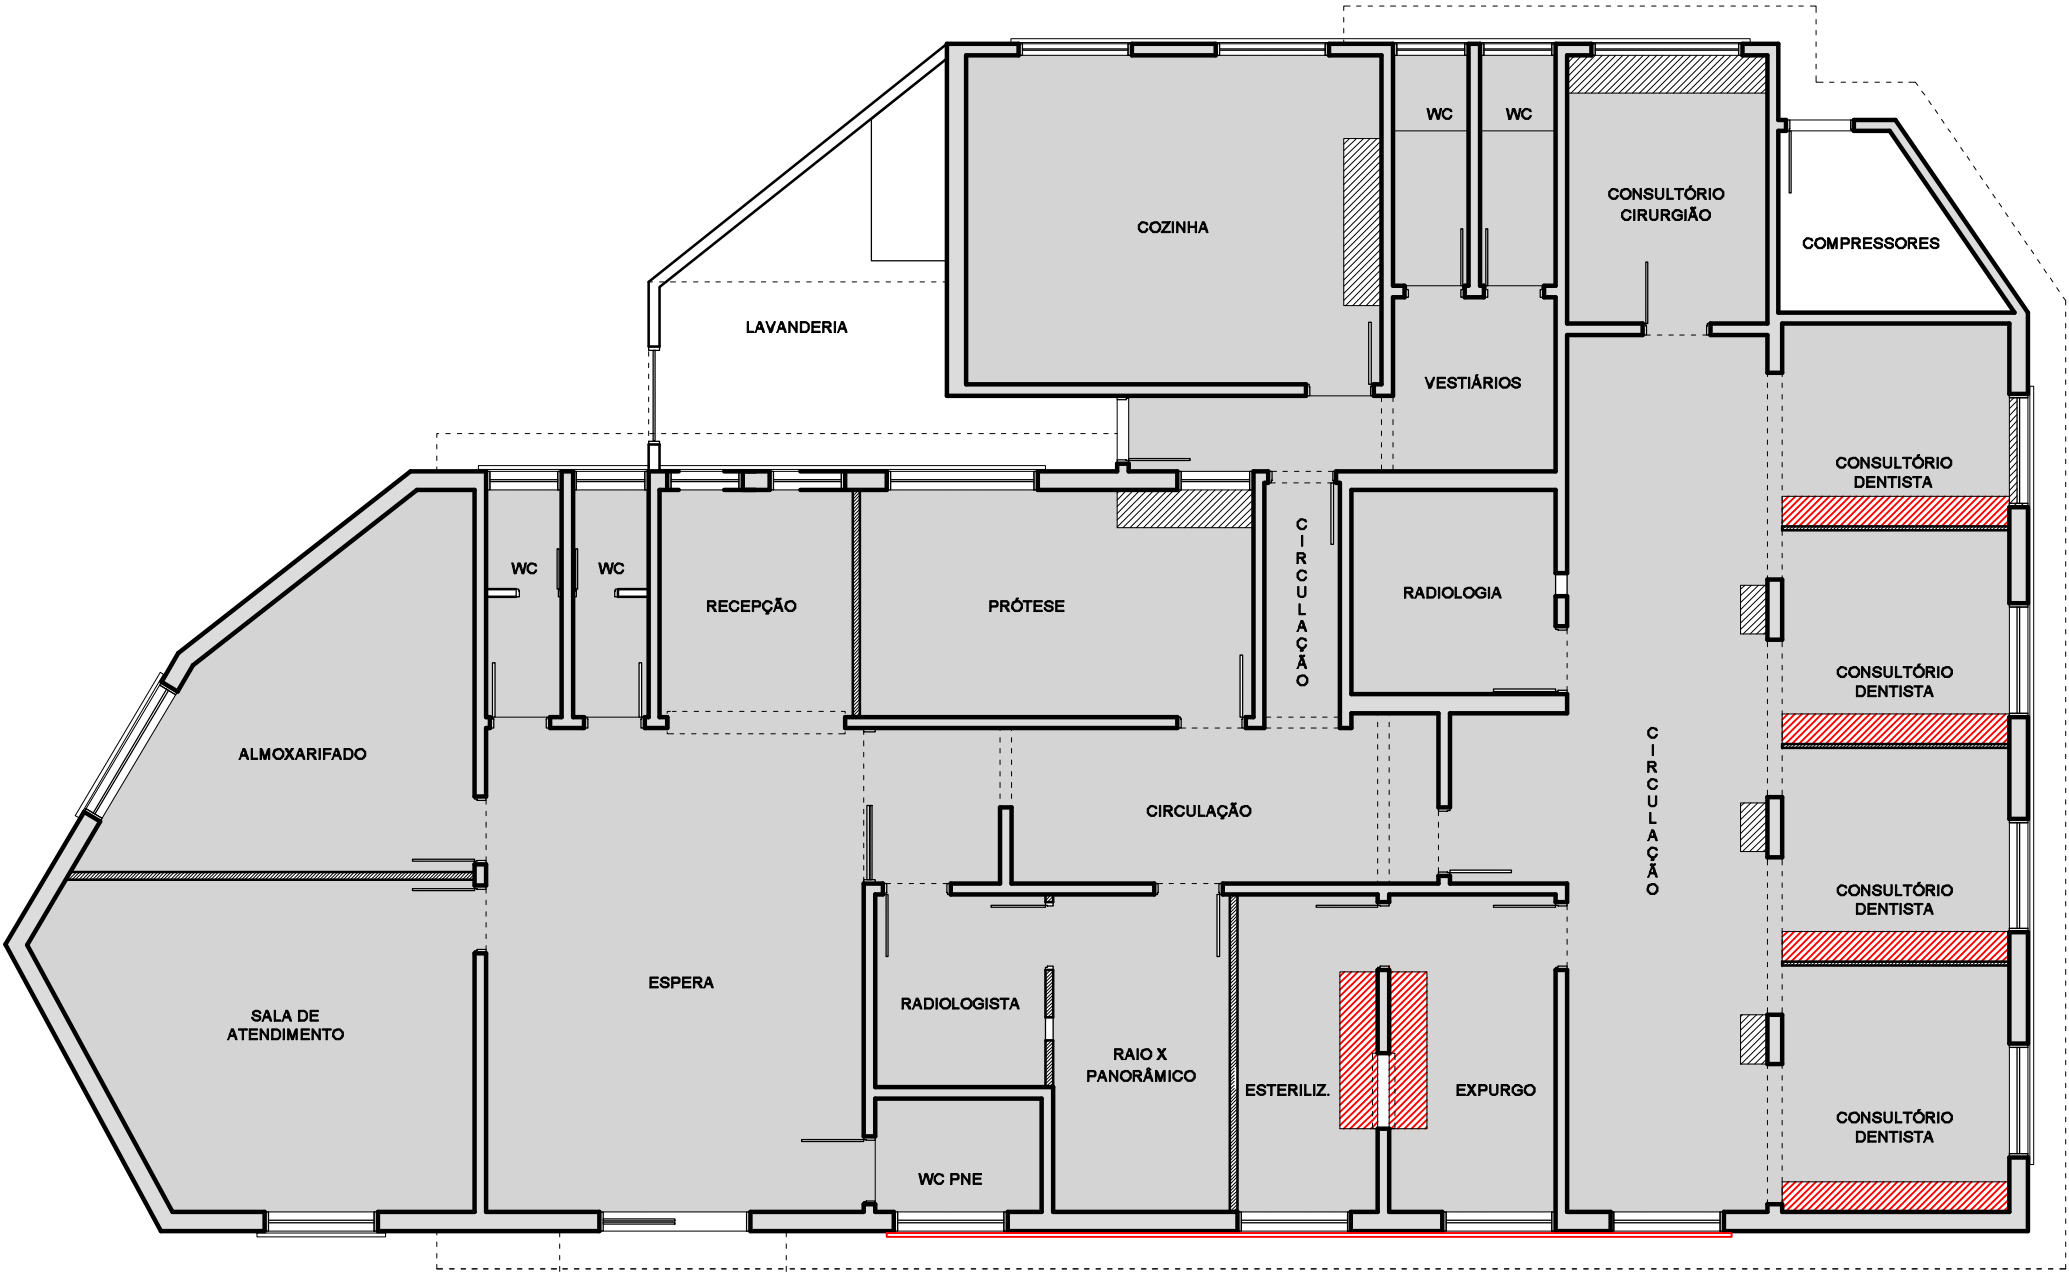 WC
WC
CONSULTÓRIO
CIRURGIÃO
COZINHA
COMPRESSORES
LAVANDERIA
VESTIÁRIOS
CONSULTÓRIO
DENTISTA
CIRCULAÇÃO
WC
WC
RECEPÇÃO
PRÓTESE
RADIOLOGIA
CONSULTÓRIO
DENTISTA
ALMOXARIFADO
CIRCULAÇÃO
CIRCULAÇÃO
CONSULTÓRIO
DENTISTA
ESPERA
SALA DE
ATENDIMENTO
RADIOLOGISTA
RAIO X
PANORÂMICO
ESTERILIZ.
EXPURGO
CONSULTÓRIO
DENTISTA
WC PNE